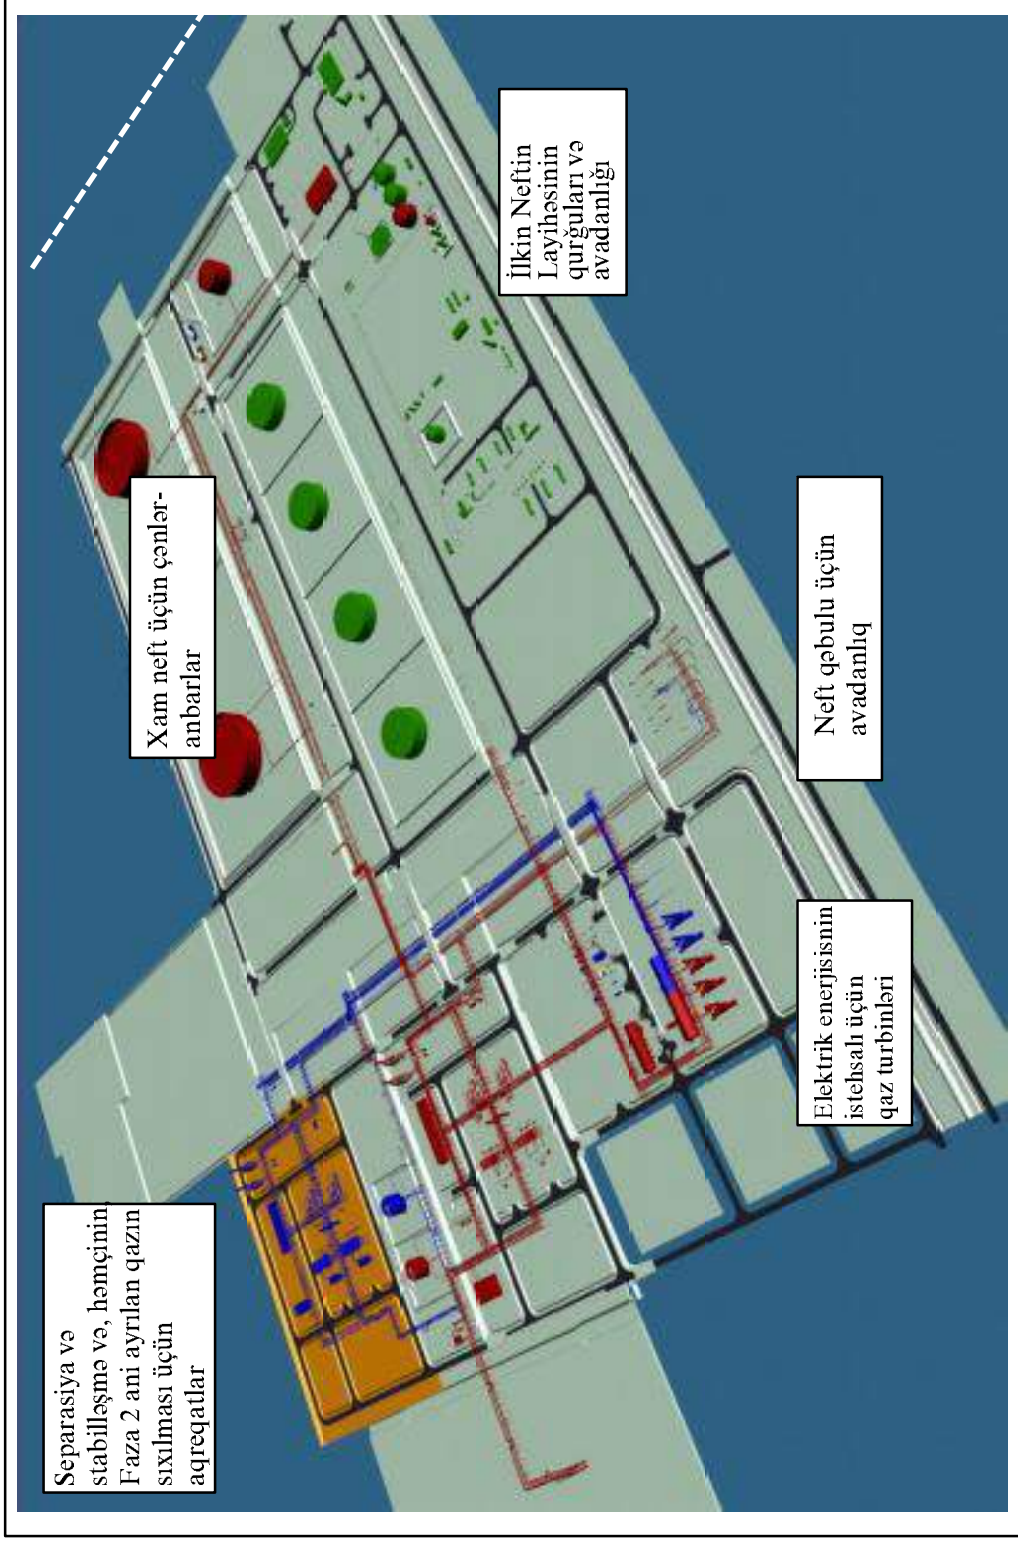 Separasiya və
stabilləşmə və, həmçinin,
Faza 2 ani ayrılan qazın
sıxılması üçün
aqreqatlar
Xam neft üçün çənlər-
anbarlar
İlkin Neftin
Layihəsinin
qurğuları və
avadanlığı
Elektrik enerjisisnin
istehsalı üçün
qaz turbinləri
Neft qəbulu üçün
avadanlıq